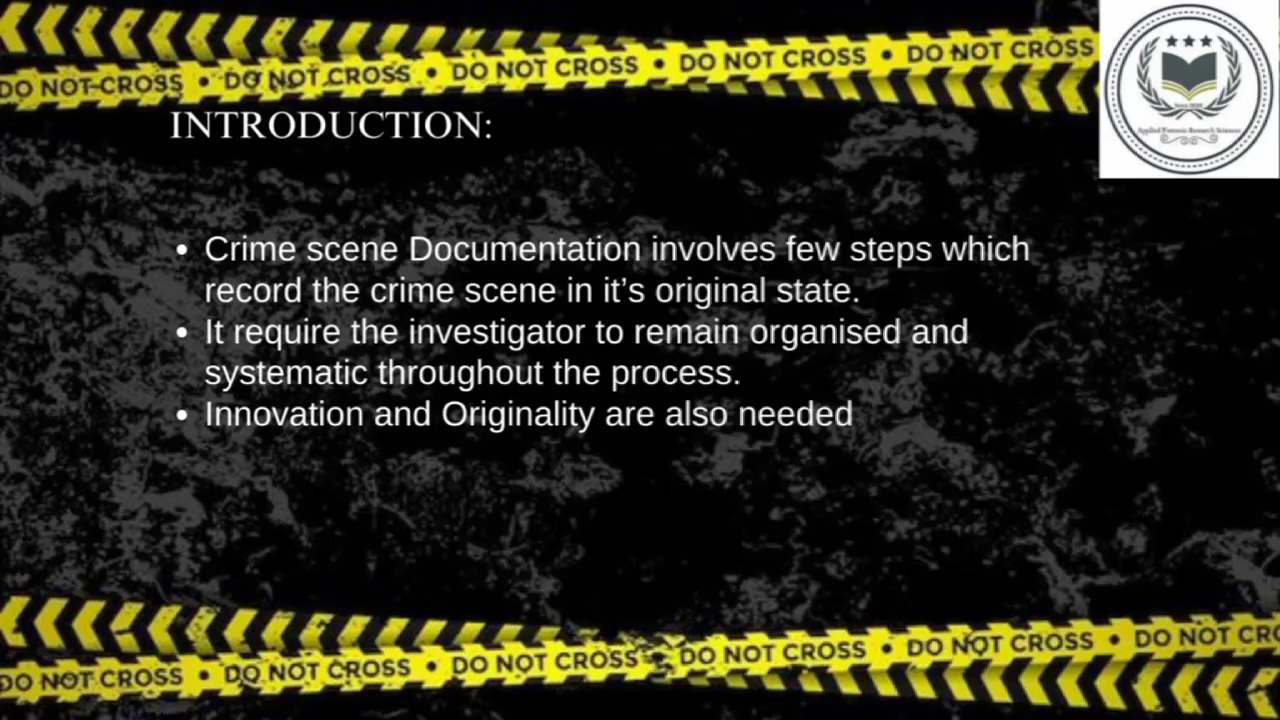 DO NOT CROSS • DO NOT CROSS • DO NOT CROSS • DO NOT CROSS • DO NOT CROSS
Since 2020
Applied Forensic Research Sciences
INTRODUCTION:
• Crime scene Documentation involves few steps which
record the crime scene in it’s original state.
• It require the investigator to remain organised and
systematic throughout the process.
• Innovation and Originality are also needed
DO NOT CROSS • DO NOT CROSS • DO NOT CROSS • DO NOT CROSS • DO NOT CROSS • DO NOT CRO